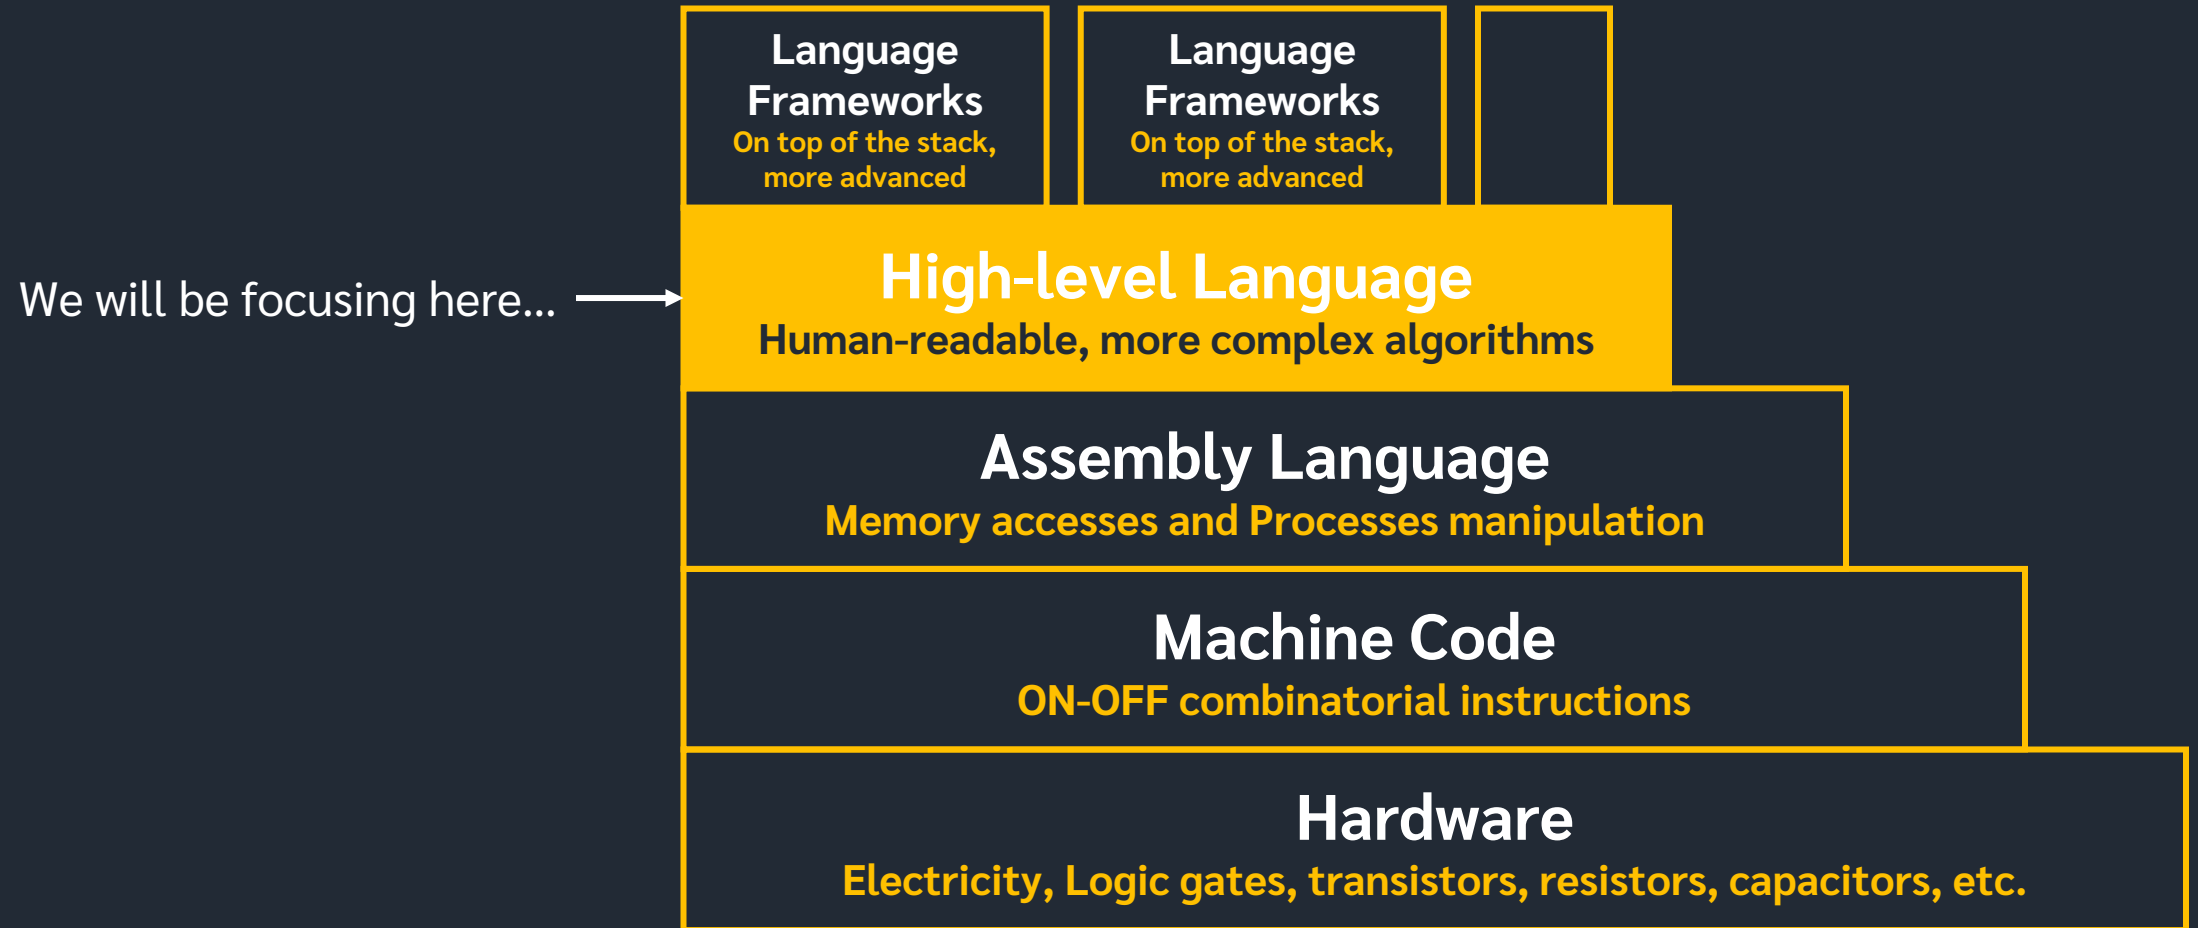 Language
Frameworks
On top of the stack,
more advanced
Language
Frameworks
On top of the stack,
more advanced
We will be focusing here...
High-level Language
Human-readable, more complex algorithms
Assembly Language
Memory accesses and Processes manipulation
Machine Code
ON-OFF combinatorial instructions
Hardware
Electricity, Logic gates, transistors, resistors, capacitors, etc.